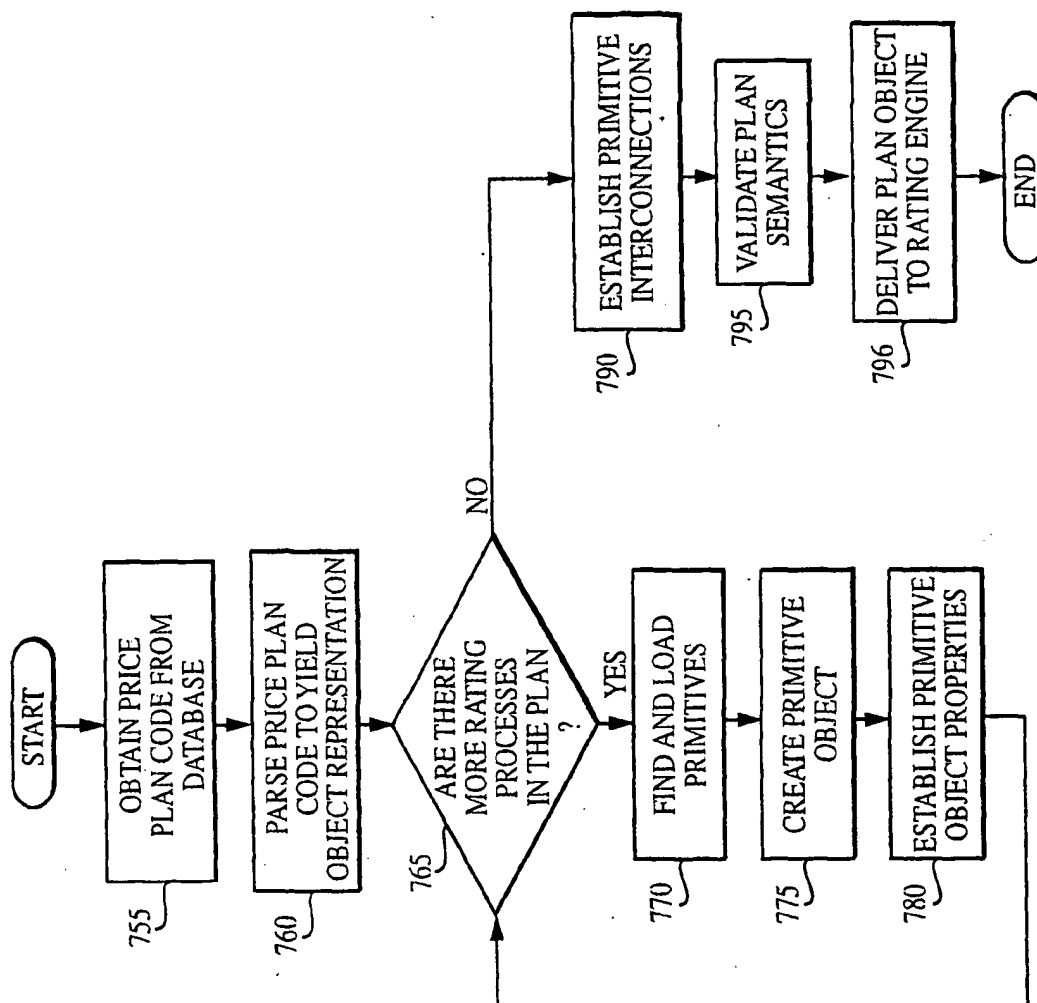 START
OBTAIN PRICE
PLAN CODE FROM
DATABASE
755
PARSE PRICE PLAN
CODE TO YIELD
OBJECT REPRESENTATION
760
ARE THERE
MORE RATING
PROCESSES
IN THE PLAN
?
765
NO
YES
FIND AND LOAD
PRIMITIVES
770
CREATE PRIMITIVE
OBJECT
775
ESTABLISH PRIMITIVE
OBJECT PROPERTIES
780
ESTABLISH PRIMITIVE
INTERCONNECTIONS
790
VALIDATE PLAN
SEMANTICS
795
DELIVER PLAN OBJECT
TO RATING ENGINE
796
END